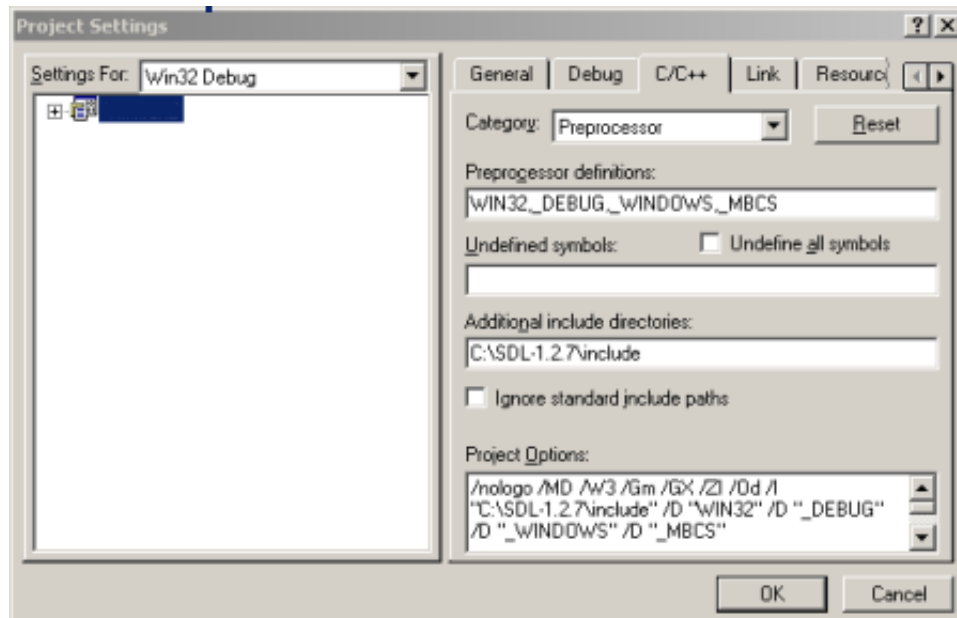 Project Settings
Settings For: Win32 Debug
General Debug C/C++ Link Resourc
Category: Preprocessor Reset
Preprocessor definitions:
WIN32,_DEBUG,_WINDOWS,_MBCS
Undefined symbols: Undefine all symbols
Additional include directories:
C:\SDL-1.2.7\include
Ignore standard include paths
Project Options:
/nologo /MD /W3 /Gm /GX /ZI /Od /I
"C:\SDL-1.2.7\include" /D "WIN32" /D "_DEBUG"
/D "_WINDOWS" /D "_MBCS"
OK Cancel